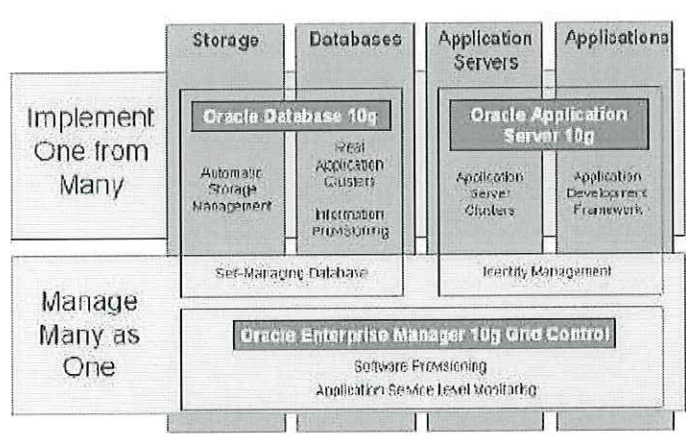 Storage
Databases
Application
Servers
Applications
Implement
One from
Many
Oracle Database 10g
Oracle Application
Server 10g
Automatic
Storage
Management
Real
Application
Clusters
Information
Provisioning
Application
Server
Clusters
Application
Development
Framework
Self-Managing Database
Identity Management
Manage
Many as
One
Oracle Enterprise Manager 10g Grid Control
Software Provisioning
Application Service Level Monitoring